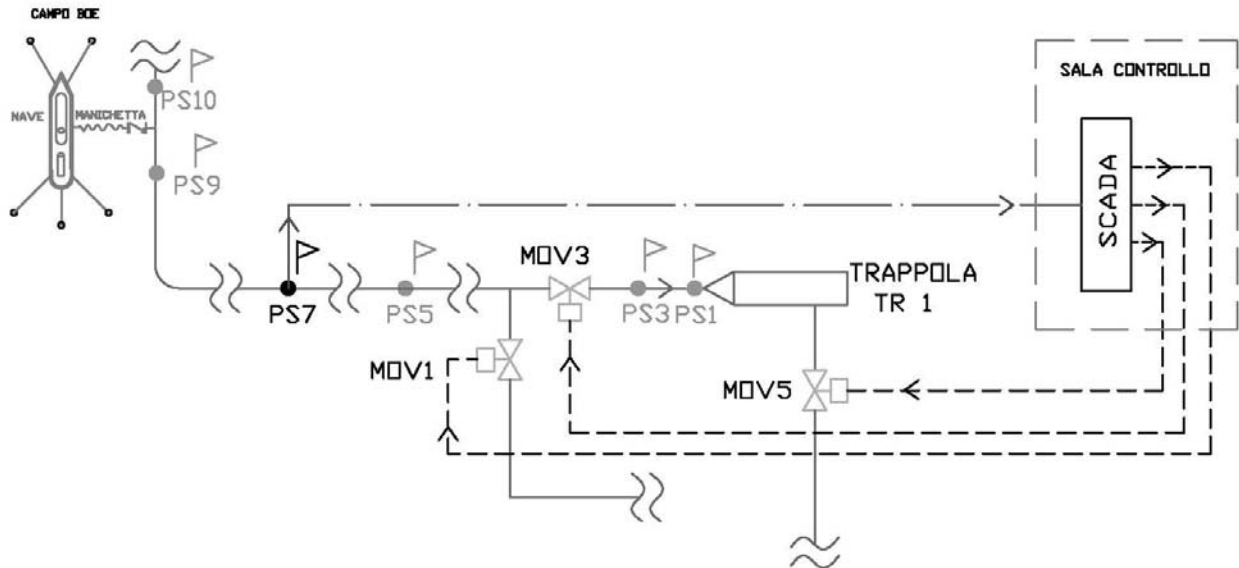 CAMPO BOE
NAVE
MANICHETTA
PS10
PS9
SALA CONTROLLO
SCADA
PS7
PS5
MOV3
PS3
PS1
TRAPPOLA
TR 1
MOV1
MOV5